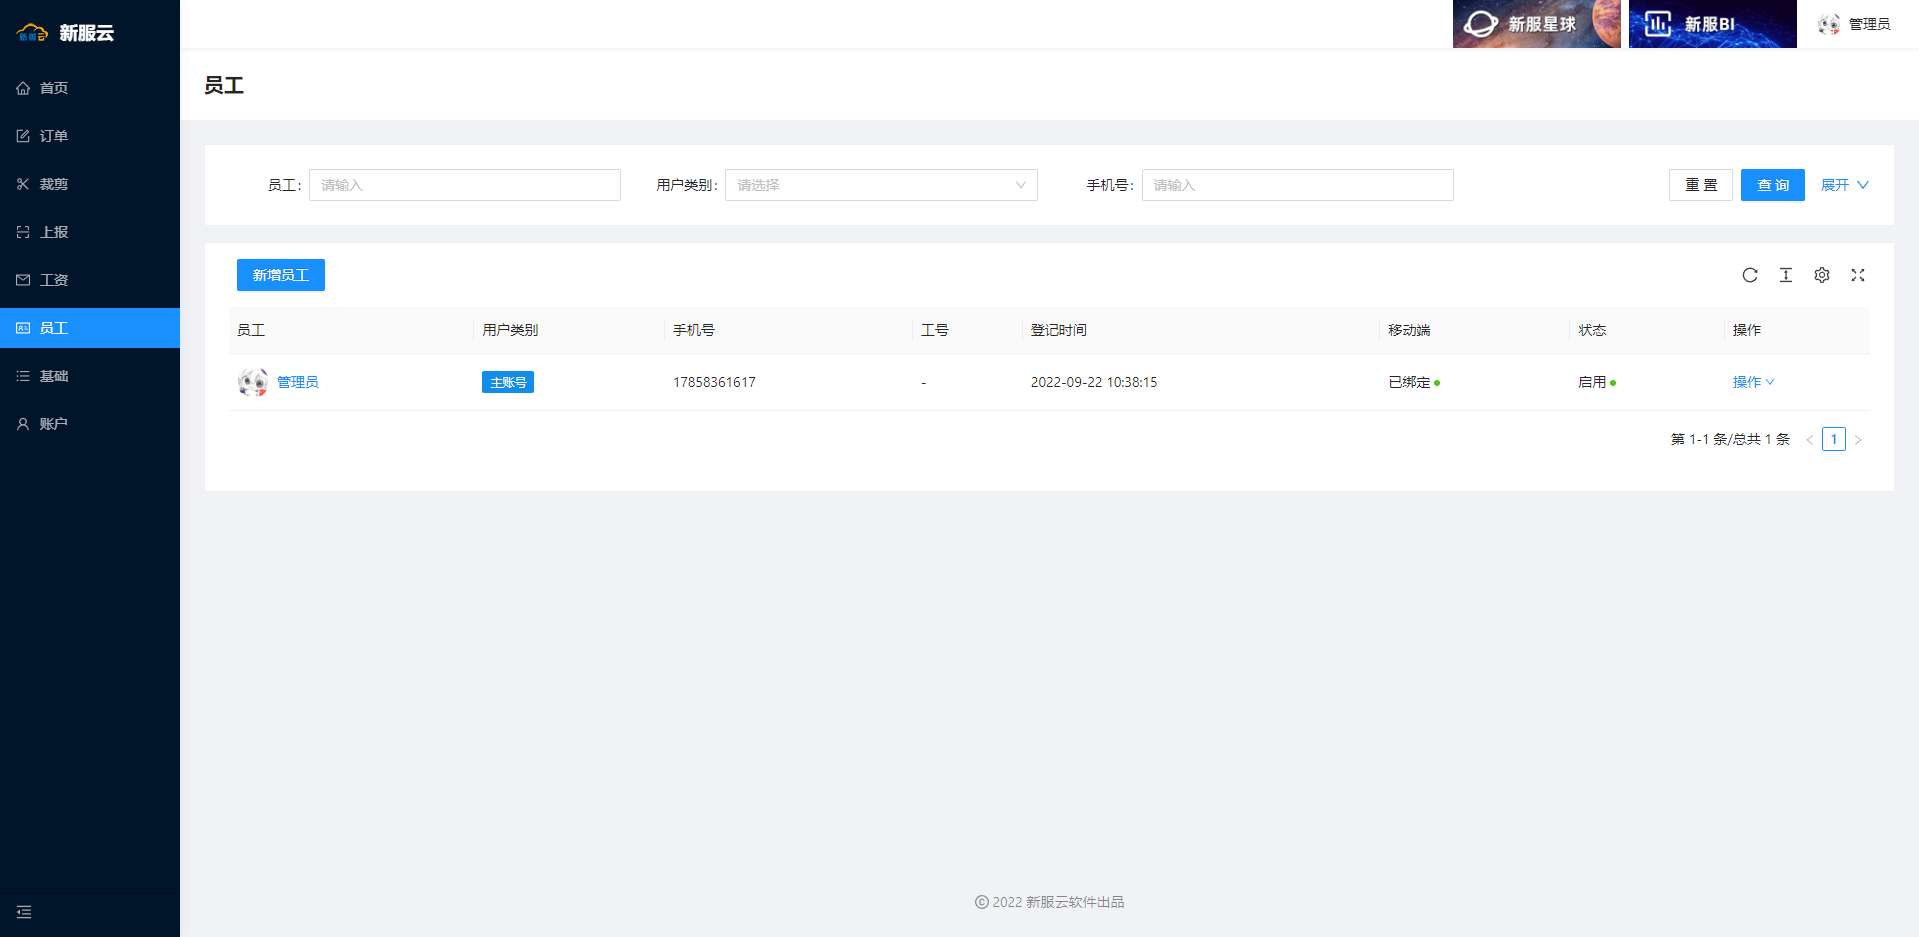 新服云
首页
订单
裁剪
上报
工资
员工
基础
账户
新服星球
新服BI
管理员
员工
员工: 请输入
用户类别: 请选择
手机号: 请输入
重 置
查 询
展开
新增员工
员工 用户类别 手机号 工号 登记时间 移动端 状态 操作
管理员 主账号 17858361617 - 2022-09-22 10:38:15 已绑定 启用 操作
第 1-1 条/总共 1 条 < 1 >
© 2022 新服云软件出品